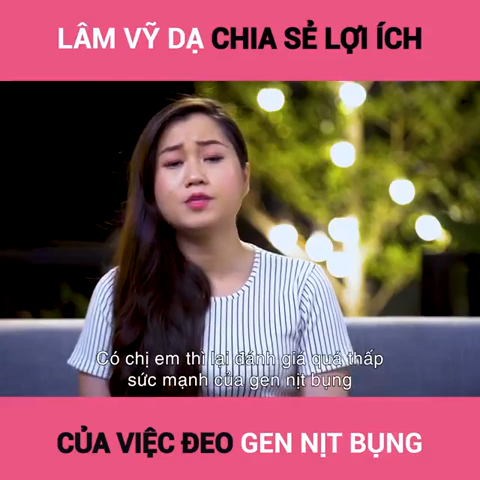 LÂM VỸ DẠ CHIA SẺ LỢI ÍCH
Có chị em thì lại đánh giá quá thấp
sức mạnh của gen nịt bụng
CỦA VIỆC ĐEO GEN NỊT BỤNG